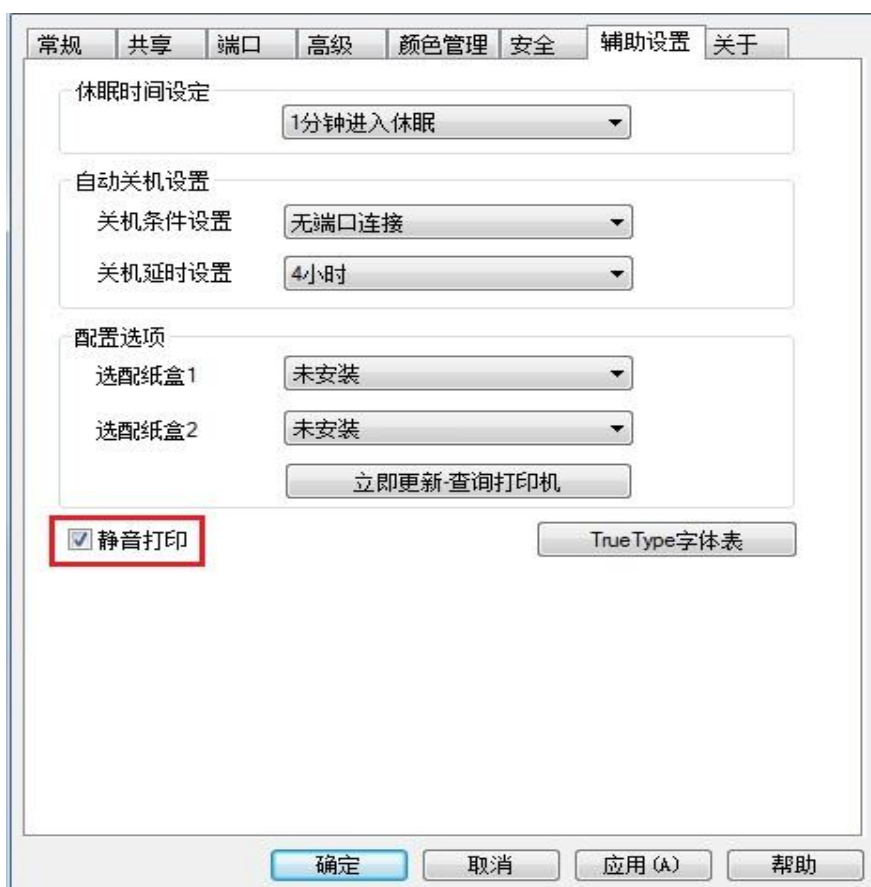 常规 共享 端口 高级 颜色管理 安全 辅助设置 关于
休眠时间设定
1分钟进入休眠
自动关机设置
关机条件设置 无端口连接
关机延时设置 4小时
配置选项
选配纸盒1 未安装
选配纸盒2 未安装
立即更新-查询打印机
静音打印 TrueType字体表
确定 取消 应用(A) 帮助